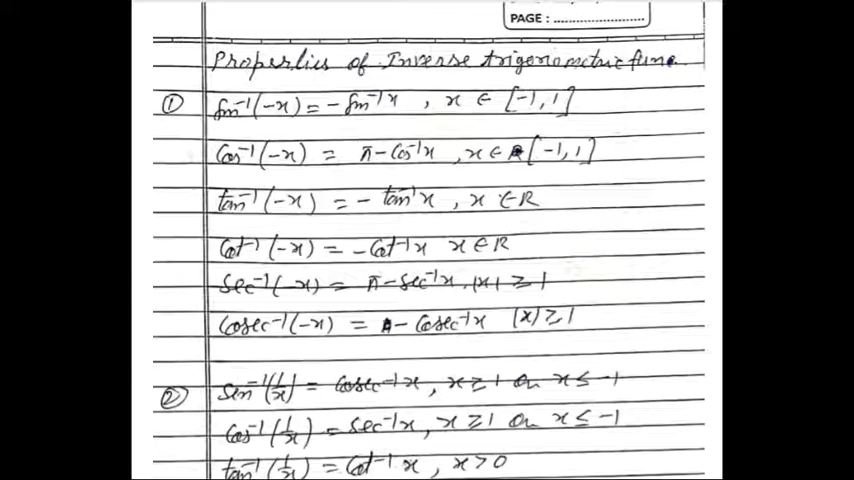 PAGE : ........................
Properties of Inverse trigonometric func.
① Sin⁻¹(-x) = - Sin⁻¹x , x ∈ [-1, 1]
Cos⁻¹(-x) = π - Cos⁻¹x , x ∈ [-1, 1]
tan⁻¹(-x) = - tan⁻¹x , x ∈ R
Cot⁻¹(-x) = - Cot⁻¹x x ∈ R
Sec⁻¹(-x) = π - Sec⁻¹x , |x| ≥ 1
Cosec⁻¹(-x) = - Cosec⁻¹x |x| ≥ 1
② Sin⁻¹(1/x) = Cosec⁻¹x , x ≥ 1 or x ≤ -1
Cos⁻¹(1/x) = Sec⁻¹x , x ≥ 1 or x ≤ -1
tan⁻¹(1/x) = Cot⁻¹x , x > 0